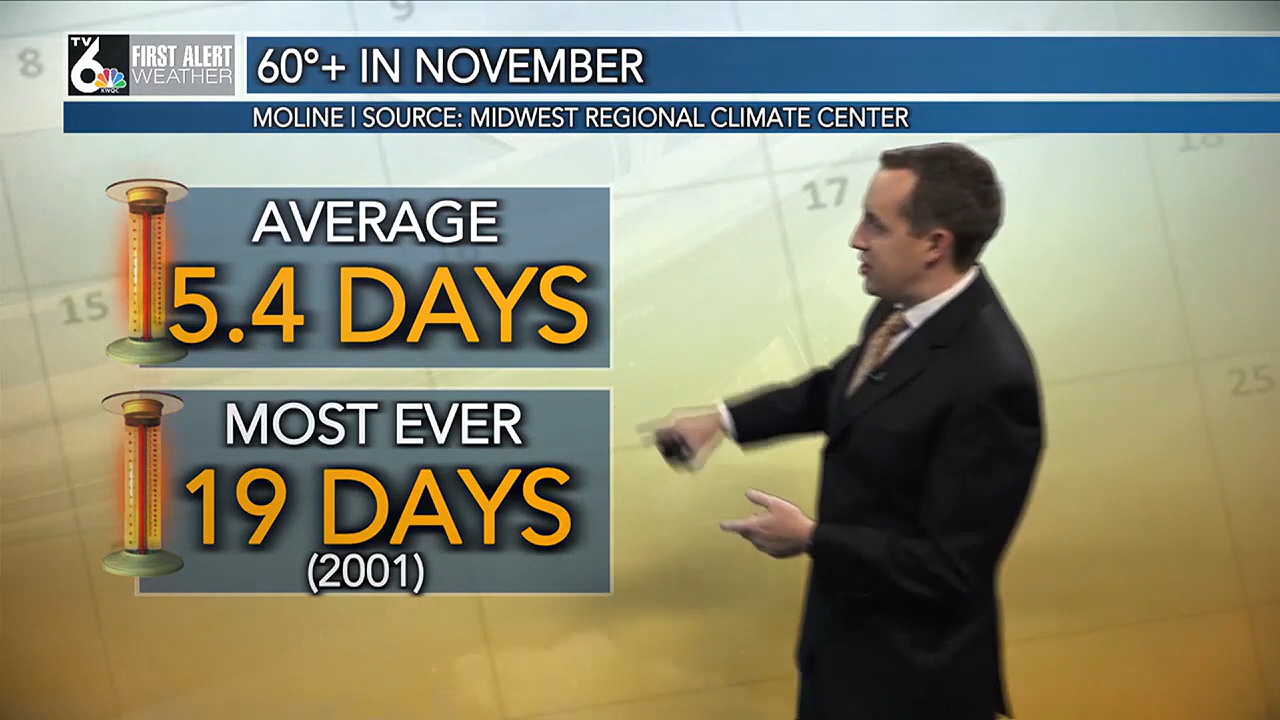 9
8
TV
6
KWQC
FIRST ALERT
WEATHER
60°+ IN NOVEMBER
MOLINE | SOURCE: MIDWEST REGIONAL CLIMATE CENTER
18
17
AVERAGE
15
5.4 DAYS
25
MOST EVER
19 DAYS
(2001)